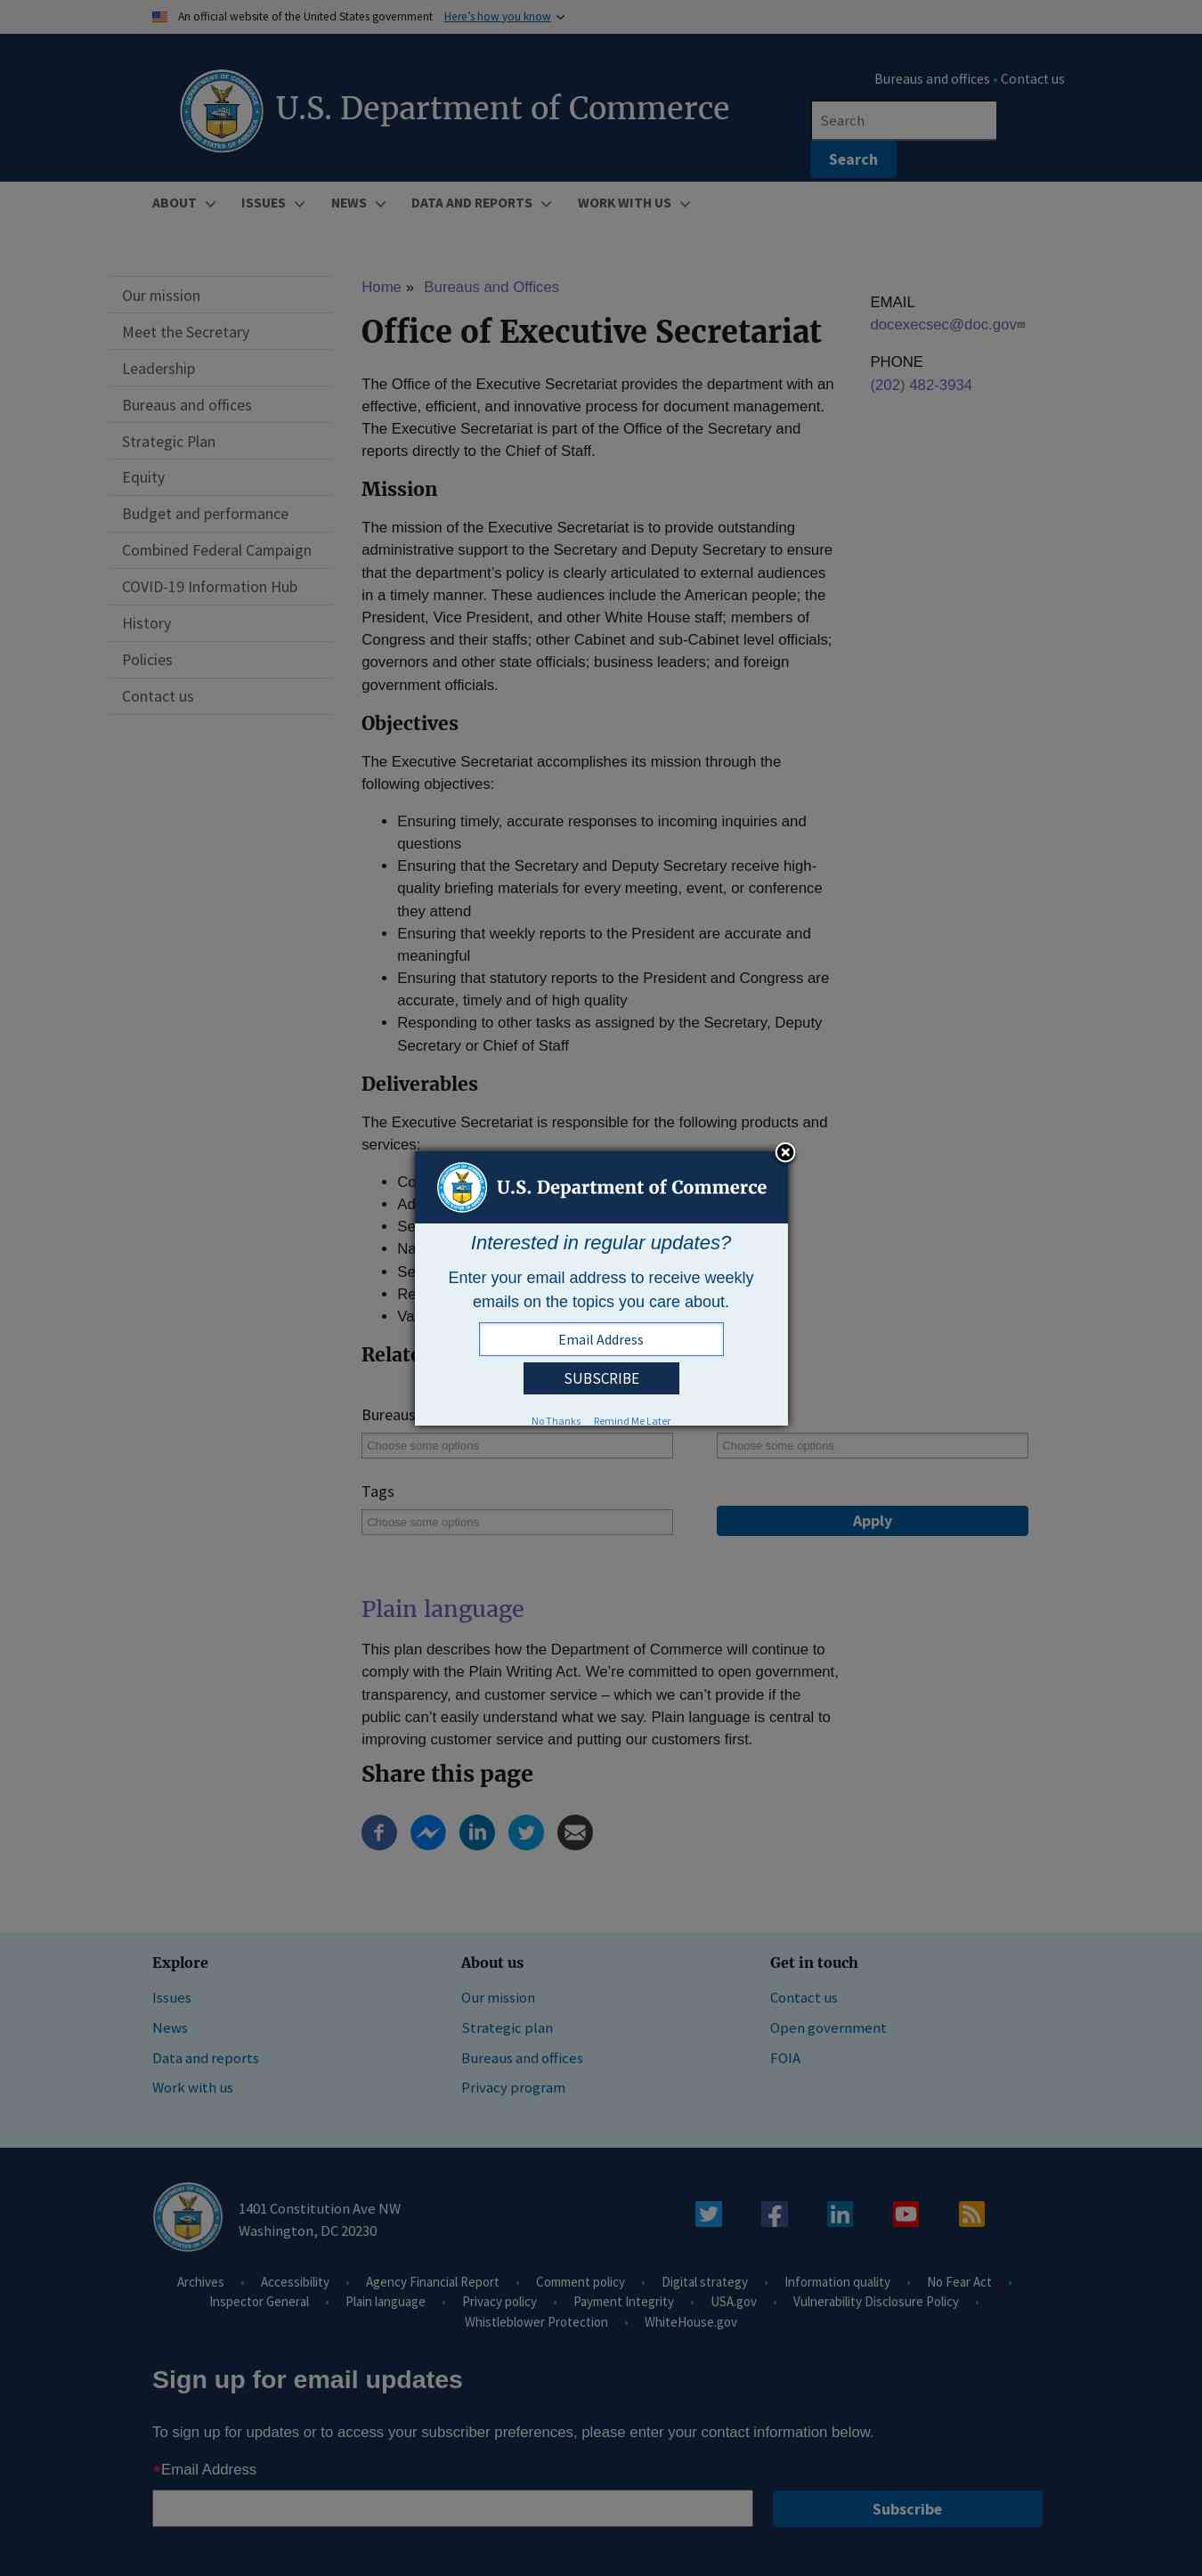 An official website of the United States government Here's how you know
Bureaus and offices • Contact us
U.S. Department of Commerce
Search
Search
ABOUT
ISSUES
NEWS
DATA AND REPORTS
WORK WITH US
Our mission
Meet the Secretary
Leadership
Bureaus and offices
Strategic Plan
Equity
Budget and performance
Combined Federal Campaign
COVID-19 Information Hub
History
Policies
Contact us
Home » Bureaus and Offices
Office of Executive Secretariat
The Office of the Executive Secretariat provides the department with an
effective, efficient, and innovative process for document management.
The Executive Secretariat is part of the Office of the Secretary and
reports directly to the Chief of Staff.
Mission
The mission of the Executive Secretariat is to provide outstanding
administrative support to the Secretary and Deputy Secretary to ensure
that the department's policy is clearly articulated to external audiences
in a timely manner. These audiences include the American people; the
President, Vice President, and other White House staff; members of
Congress and their staffs; other Cabinet and sub-Cabinet level officials;
governors and other state officials; business leaders; and foreign
government officials.
Objectives
The Executive Secretariat accomplishes its mission through the
following objectives:
• Ensuring timely, accurate responses to incoming inquiries and
questions
• Ensuring that the Secretary and Deputy Secretary receive high-
quality briefing materials for every meeting, event, or conference
they attend
• Ensuring that weekly reports to the President are accurate and
meaningful
• Ensuring that statutory reports to the President and Congress are
accurate, timely and of high quality
• Responding to other tasks as assigned by the Secretary, Deputy
Secretary or Chief of Staff
Deliverables
The Executive Secretariat is responsible for the following products and
services:
EMAIL
docexecsec@doc.gov
PHONE
(202) 482-3934
U.S. Department of Commerce
Interested in regular updates?
Enter your email address to receive weekly
emails on the topics you care about.
Email Address
SUBSCRIBE
No Thanks Remind Me Later
Bureaus
Choose some options
Choose some options
Tags
Choose some options
Apply
Plain language
This plan describes how the Department of Commerce will continue to
comply with the Plain Writing Act. We're committed to open government,
transparency, and customer service – which we can't provide if the
public can't easily understand what we say. Plain language is central to
improving customer service and putting our customers first.
Share this page
Explore
Issues
News
Data and reports
Work with us
About us
Our mission
Strategic plan
Bureaus and offices
Privacy program
Get in touch
Contact us
Open government
FOIA
1401 Constitution Ave NW
Washington, DC 20230
Archives • Accessibility • Agency Financial Report • Comment policy • Digital strategy • Information quality • No Fear Act •
Inspector General • Plain language • Privacy policy • Payment Integrity • USA.gov • Vulnerability Disclosure Policy •
Whistleblower Protection • WhiteHouse.gov
Sign up for email updates
To sign up for updates or to access your subscriber preferences, please enter your contact information below.
*Email Address
Subscribe